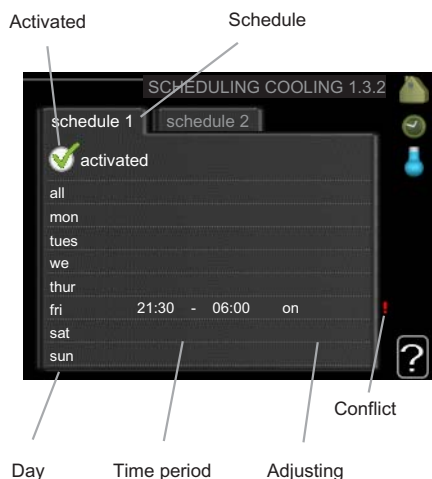 Activated
Schedule
SCHEDULING COOLING 1.3.2
schedule 1
schedule 2
activated
all
mon
tues
we
thur
fri 21:30 - 06:00 on !
sat
sun
?
Conflict
Day
Time period
Adjusting